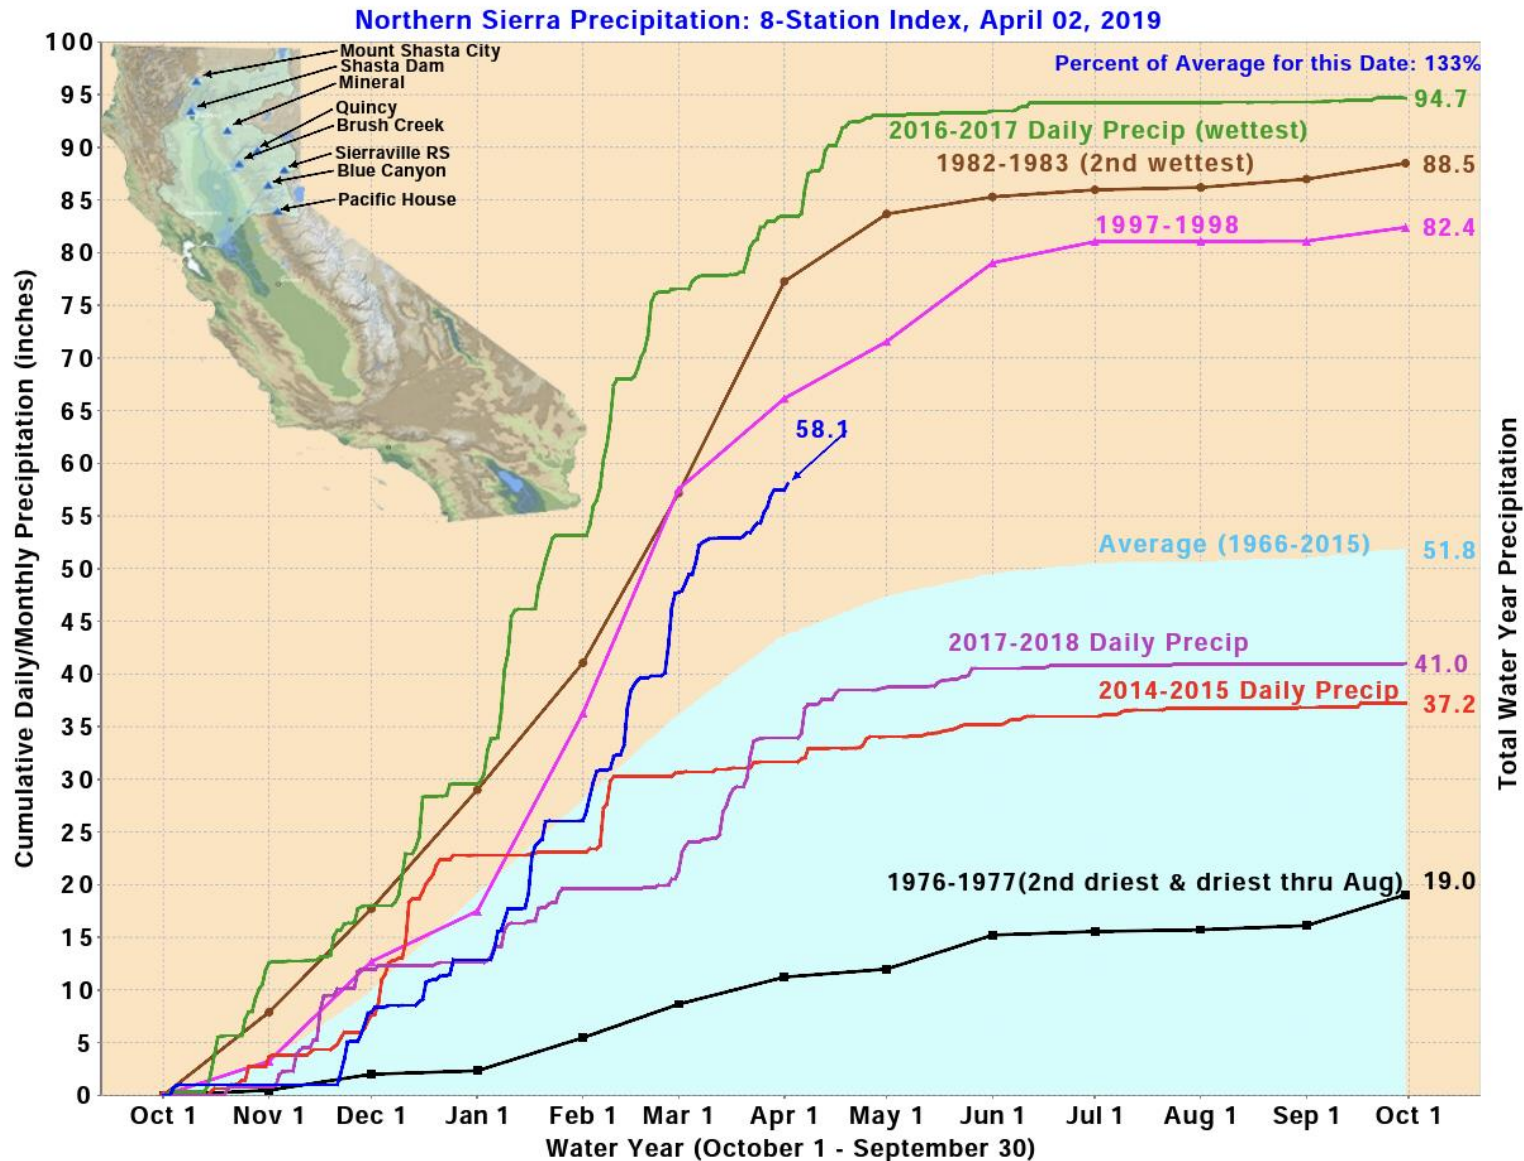 Northern Sierra Precipitation: 8-Station Index, April 02, 2019
Percent of Average for this Date: 133%
Mount Shasta City
Shasta Dam
Mineral
Quincy
Brush Creek
Sierraville RS
Blue Canyon
Pacific House
Cumulative Daily/Monthly Precipitation (inches)
100
95
90
85
80
75
70
65
60
55
50
45
40
35
30
25
20
15
10
5
0
94.7
2016-2017 Daily Precip (wettest)
1982-1983 (2nd wettest)
88.5
1997-1998
82.4
58.1
Average (1966-2015)
51.8
2017-2018 Daily Precip
41.0
2014-2015 Daily Precip
37.2
1976-1977(2nd driest & driest thru Aug)
19.0
Total Water Year Precipitation
Oct 1 Nov 1 Dec 1 Jan 1 Feb 1 Mar 1 Apr 1 May 1 Jun 1 Jul 1 Aug 1 Sep 1 Oct 1
Water Year (October 1 - September 30)